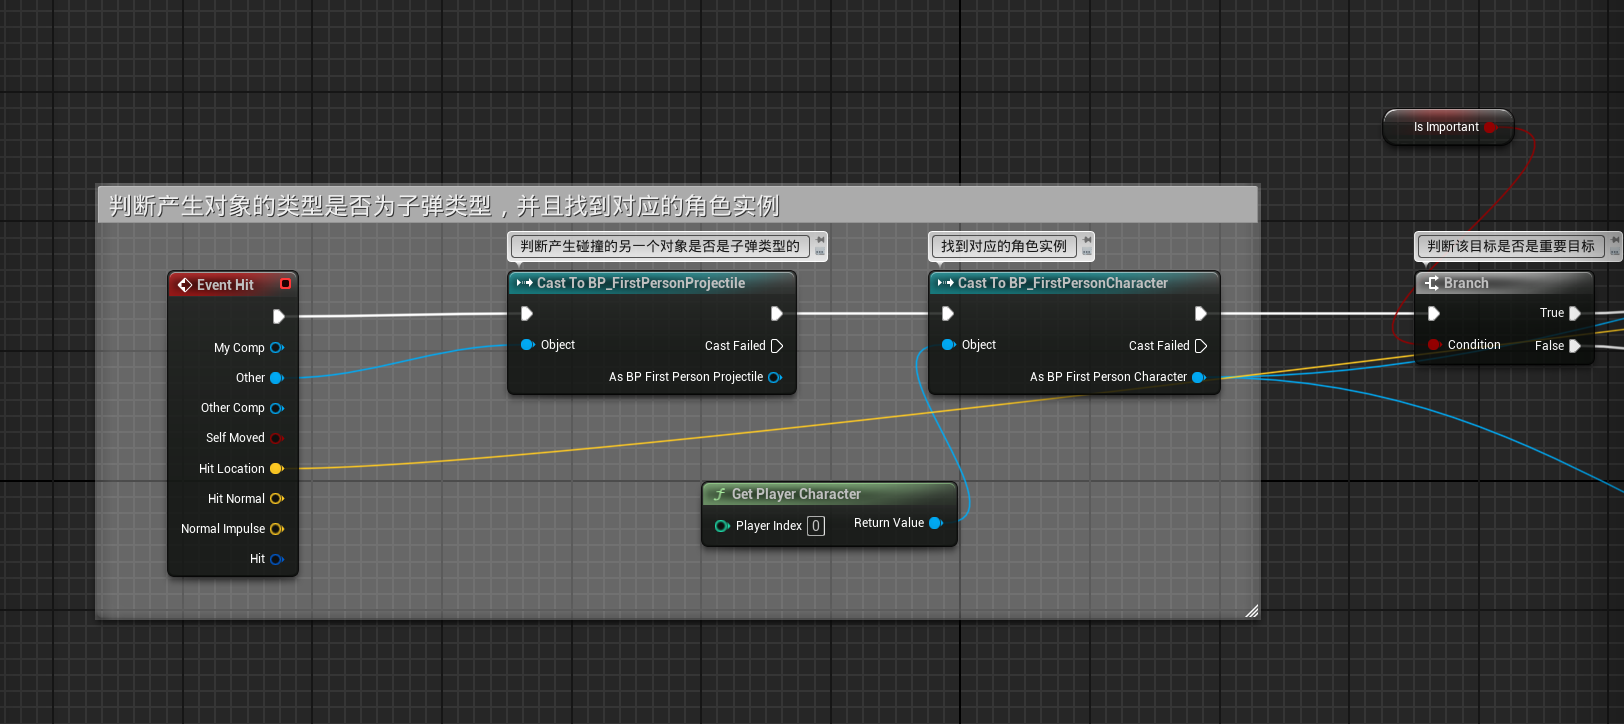 Is Important
判断产生对象的类型是否为子弹类型，并且找到对应的角色实例
判断产生碰撞的另一个对象是否是子弹类型的
找到对应的角色实例
判断该目标是否是重要目标
Event Hit
My Comp
Other
Other Comp
Self Moved
Hit Location
Hit Normal
Normal Impulse
Hit
Cast To BP_FirstPersonProjectile
Object
Cast Failed
As BP First Person Projectile
Cast To BP_FirstPersonCharacter
Object
Cast Failed
As BP First Person Character
Branch
True
Condition
False
Get Player Character
Player Index 0
Return Value